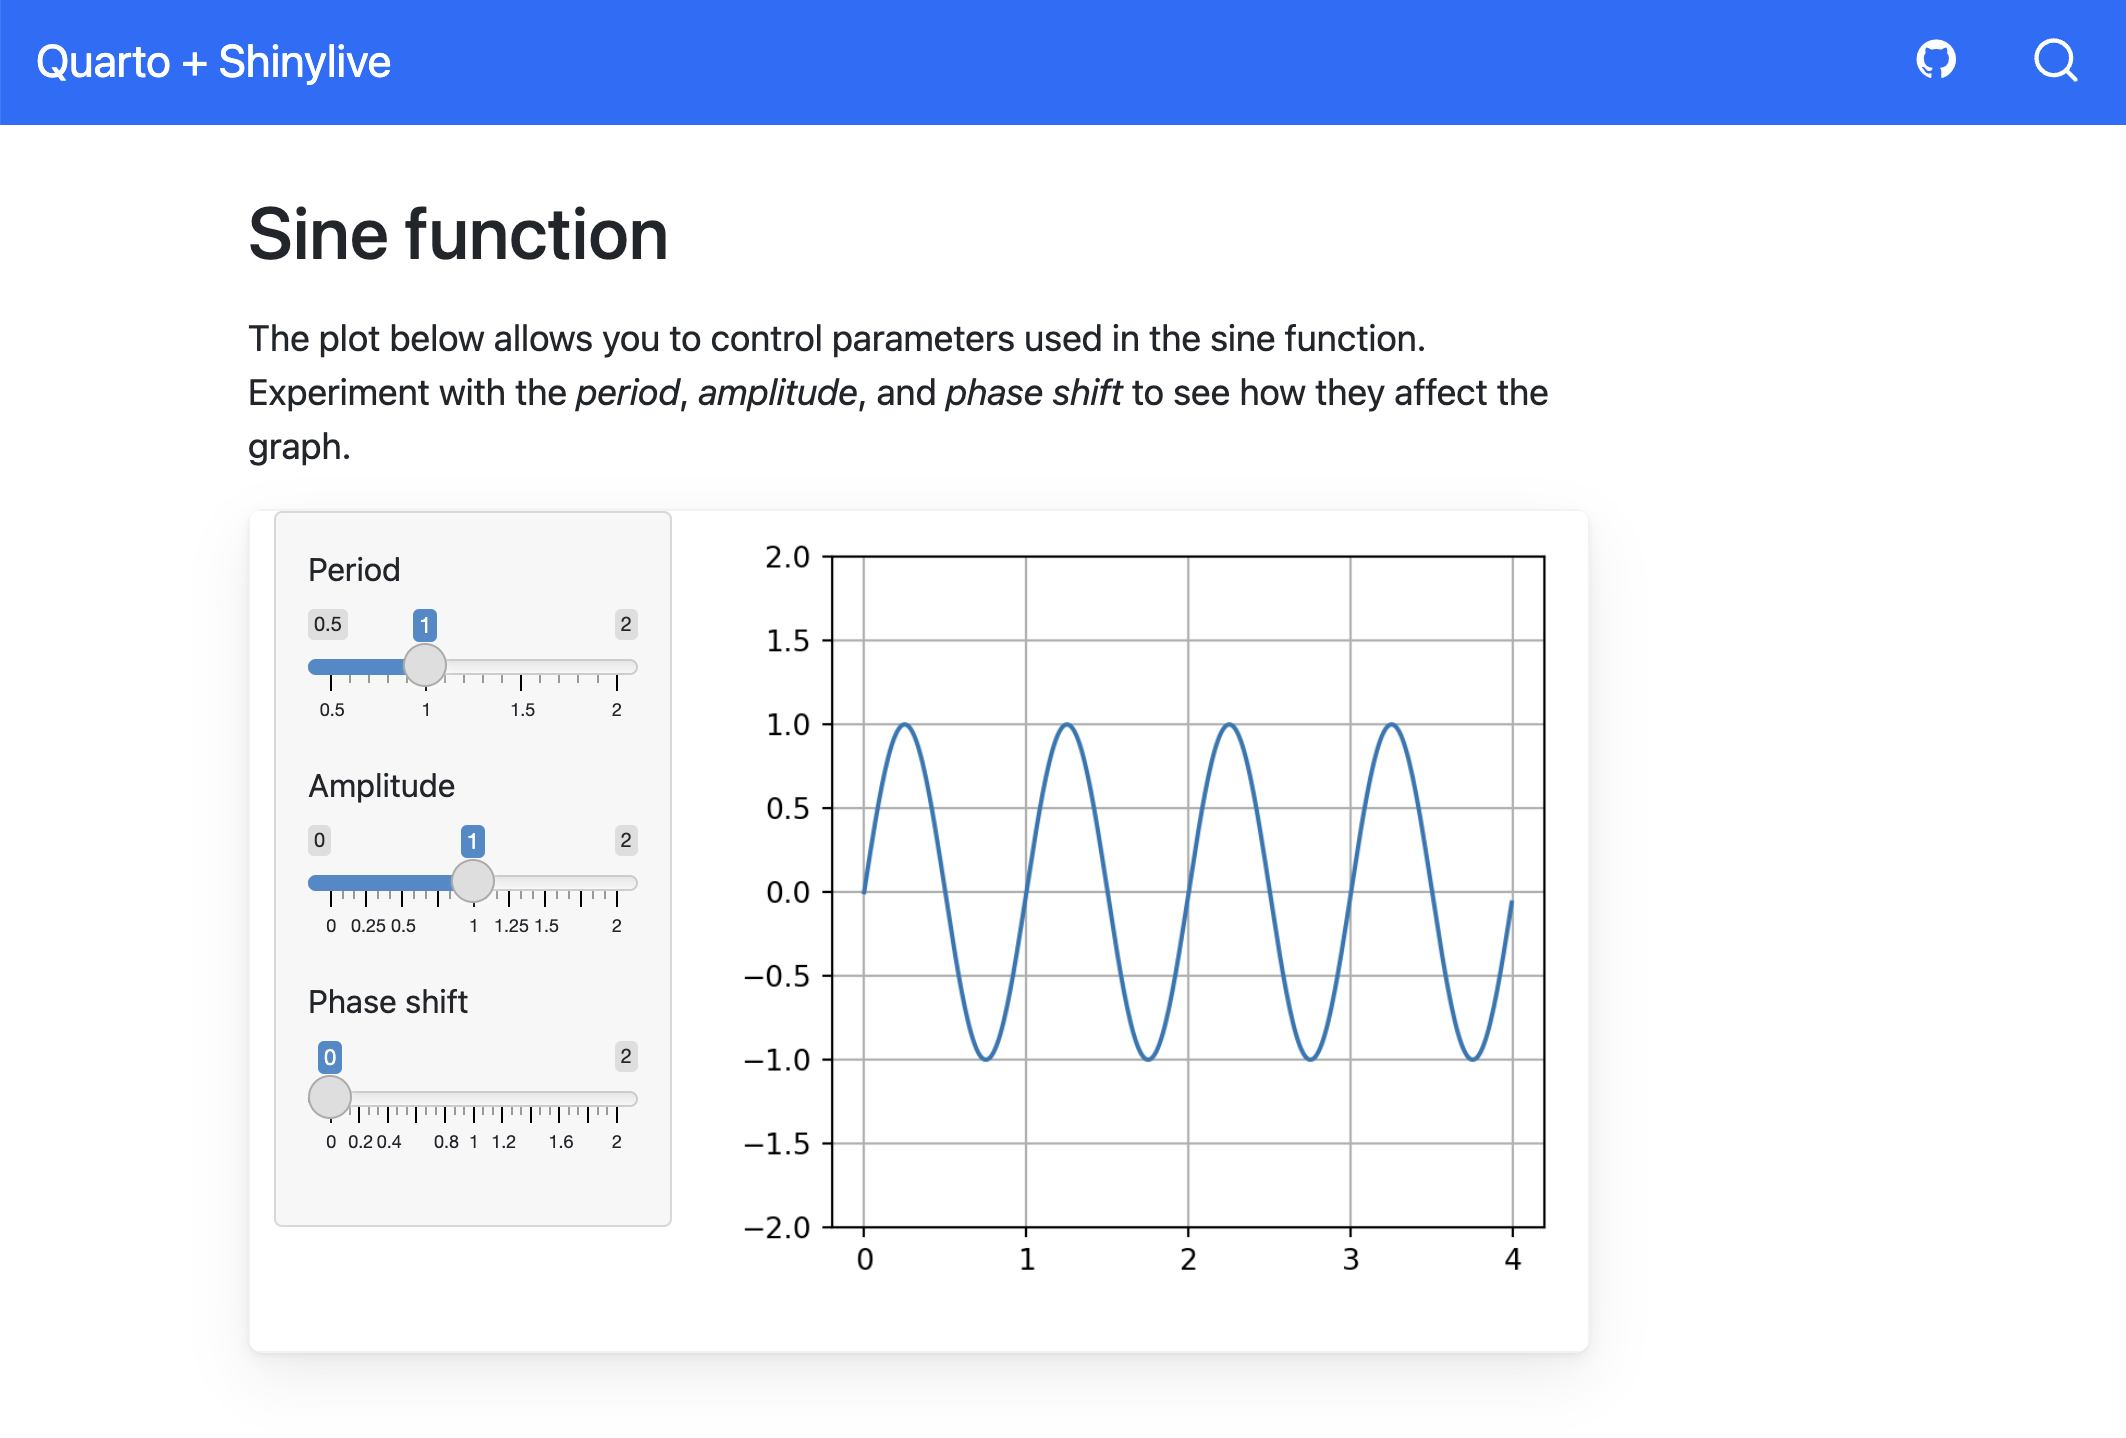 Quarto + Shinylive
Sine function
The plot below allows you to control parameters used in the sine function.
Experiment with the period, amplitude, and phase shift to see how they affect the
graph.
Period
0.5 1 2
0.5 1 1.5 2
Amplitude
0 1 2
0 0.25 0.5 1 1.25 1.5 2
Phase shift
0 2
0 0.2 0.4 0.8 1 1.2 1.6 2
2.0
1.5
1.0
0.5
0.0
−0.5
−1.0
−1.5
−2.0
0 1 2 3 4